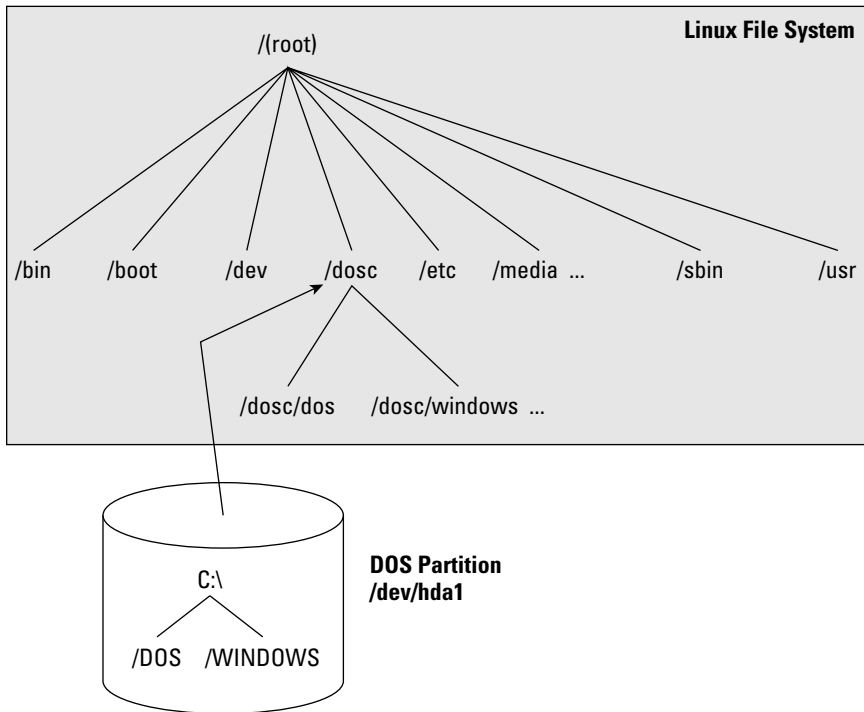 Linux File System
/(root)
/bin /boot /dev /dosc /etc /media ... /sbin /usr
/dosc/dos /dosc/windows ...
DOS Partition
/dev/hda1
C:\
/DOS /WINDOWS